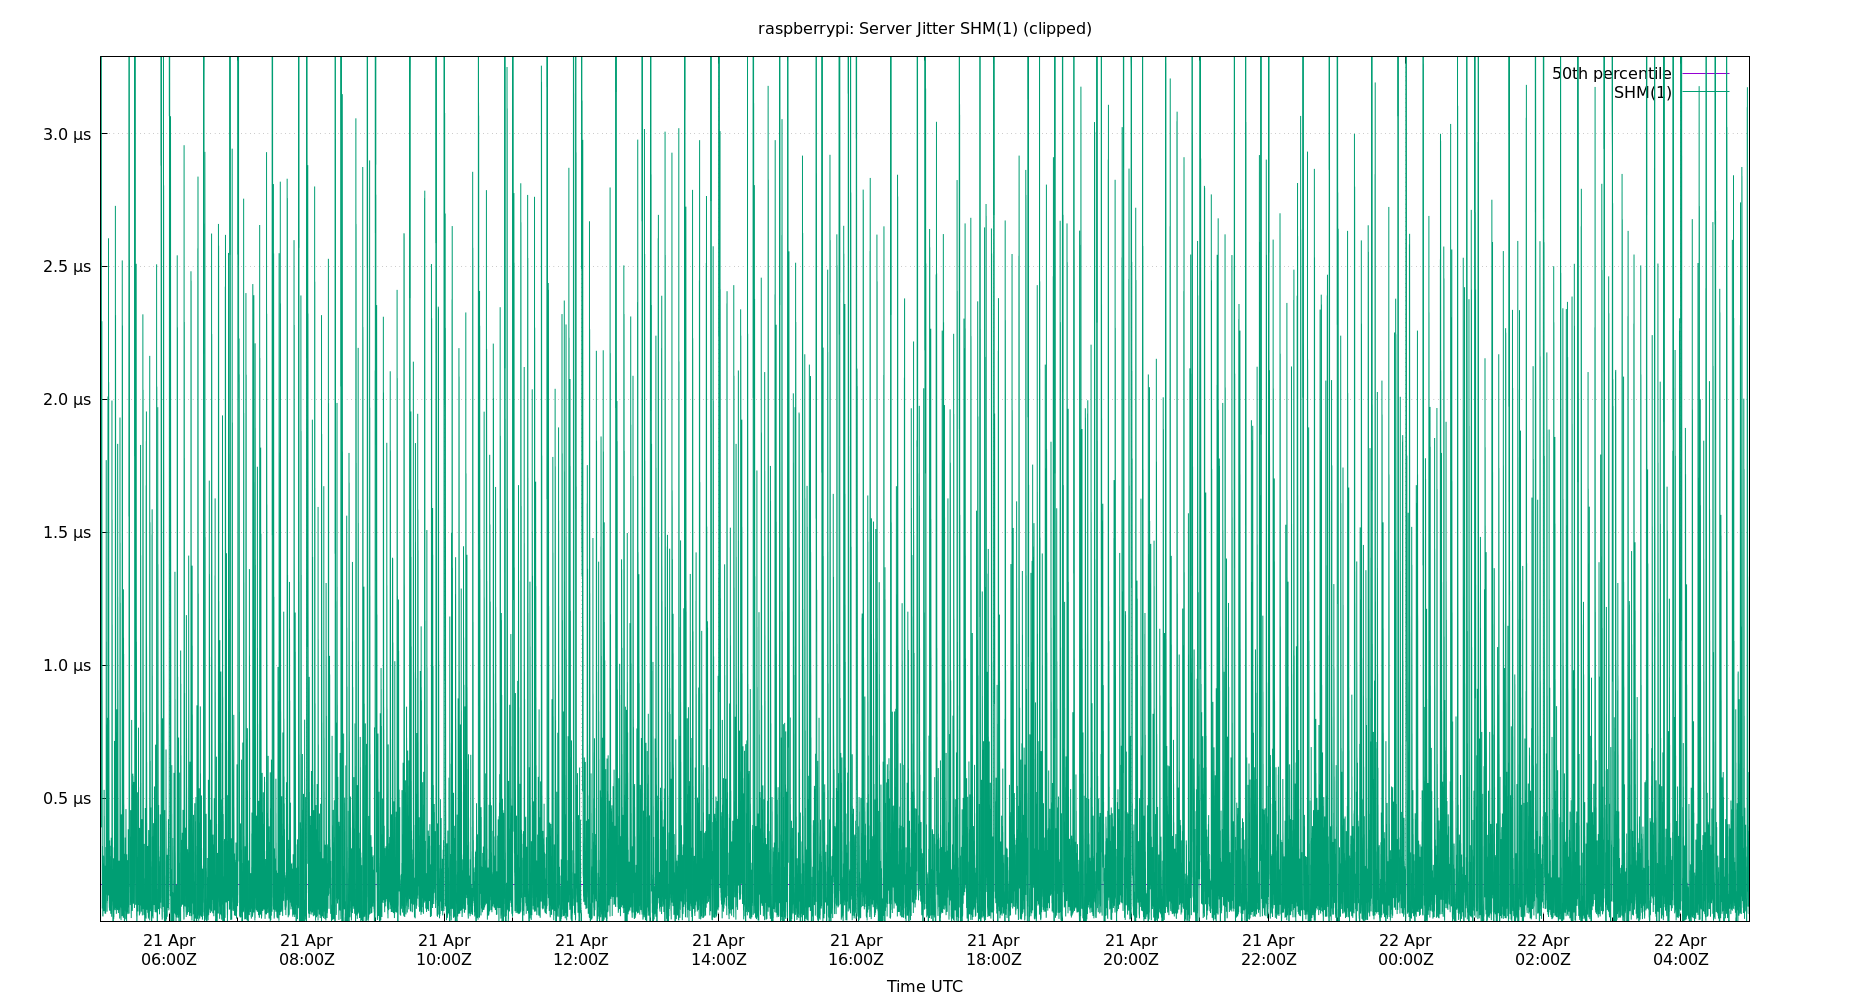 raspberrypi: Server Jitter SHM(1) (clipped)
50th percentile
SHM(1)
3.0 µs
2.5 µs
2.0 µs
1.5 µs
1.0 µs
0.5 µs
21 Apr 21 Apr 21 Apr 21 Apr 21 Apr 21 Apr 21 Apr 21 Apr 21 Apr 22 Apr 22 Apr 22 Apr
06:00Z 08:00Z 10:00Z 12:00Z 14:00Z 16:00Z 18:00Z 20:00Z 22:00Z 00:00Z 02:00Z 04:00Z
Time UTC